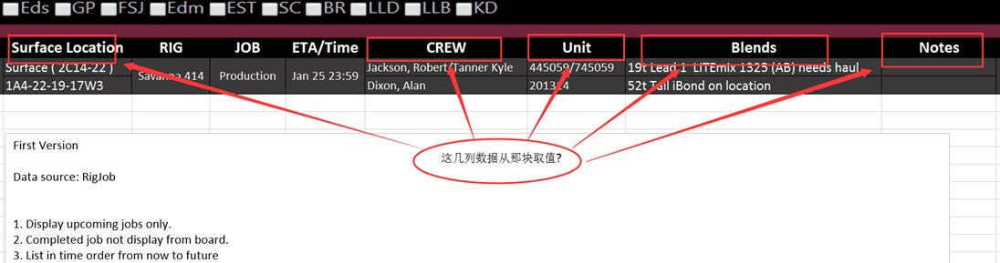 Eds GP FSJ Edm EST SC BR LLD LLB KD
Surface Location RIG JOB ETA/Time CREW Unit Blends Notes
Surface ( 2C14-22 ) Savanna 414 Production Jan 25 23:59 Jackson, Robert/Tanner Kyle 445059/745059 19t Lead 1 LITEmix 1325 (AB) needs haul
1A4-22-19-17W3 Dixon, Alan 52t Tail iBond on location
这几列数据从那块取值?
First Version
Data source: RigJob
1. Display upcoming jobs only.
2. Completed job not display from board.
3. List in time order from now to future